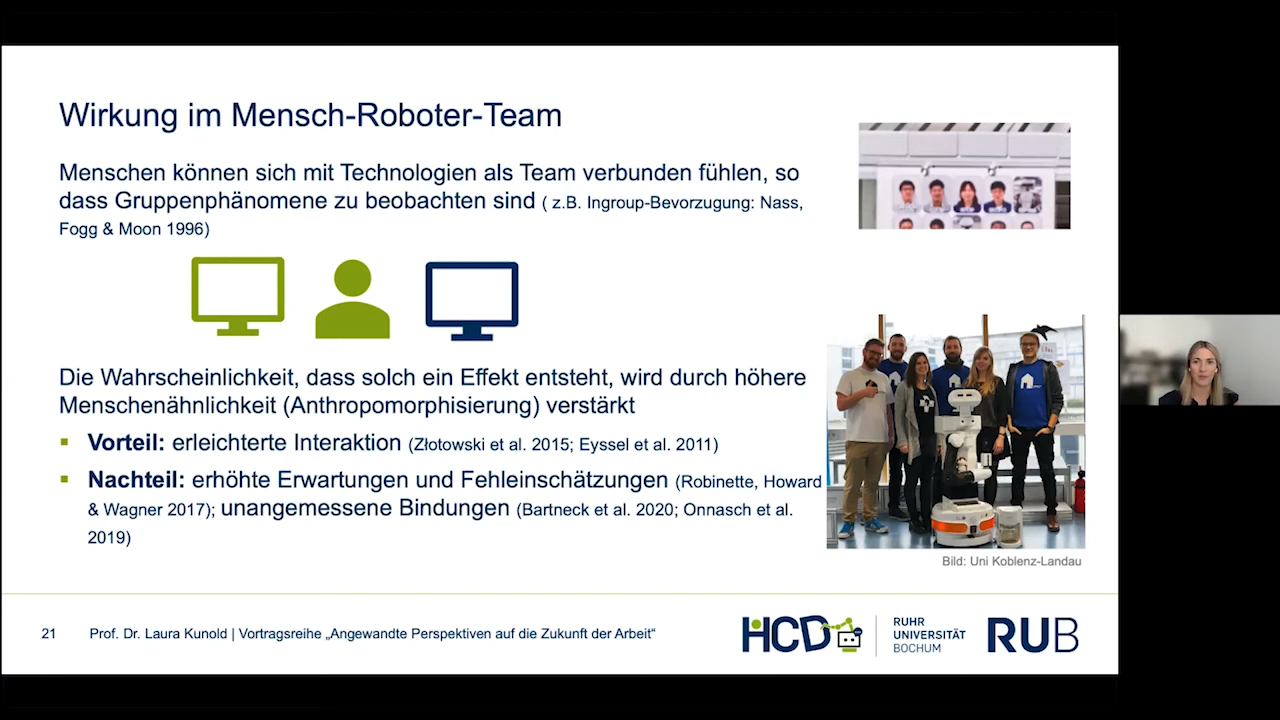 Wirkung im Mensch-Roboter-Team
Menschen können sich mit Technologien als Team verbunden fühlen, so
dass Gruppenphänomene zu beobachten sind ( z.B. Ingroup-Bevorzugung: Nass,
Fogg & Moon 1996)
Die Wahrscheinlichkeit, dass solch ein Effekt entsteht, wird durch höhere
Menschenähnlichkeit (Anthropomorphisierung) verstärkt
▪ Vorteil: erleichterte Interaktion (Złotowski et al. 2015; Eyssel et al. 2011)
▪ Nachteil: erhöhte Erwartungen und Fehleinschätzungen (Robinette, Howard
& Wagner 2017); unangemessene Bindungen (Bartneck et al. 2020; Onnasch et al.
2019)
Bild: Uni Koblenz-Landau
21 Prof. Dr. Laura Kunold | Vortragsreihe „Angewandte Perspektiven auf die Zukunft der Arbeit“
HCD
RUHR
UNIVERSITÄT
BOCHUM
RUB